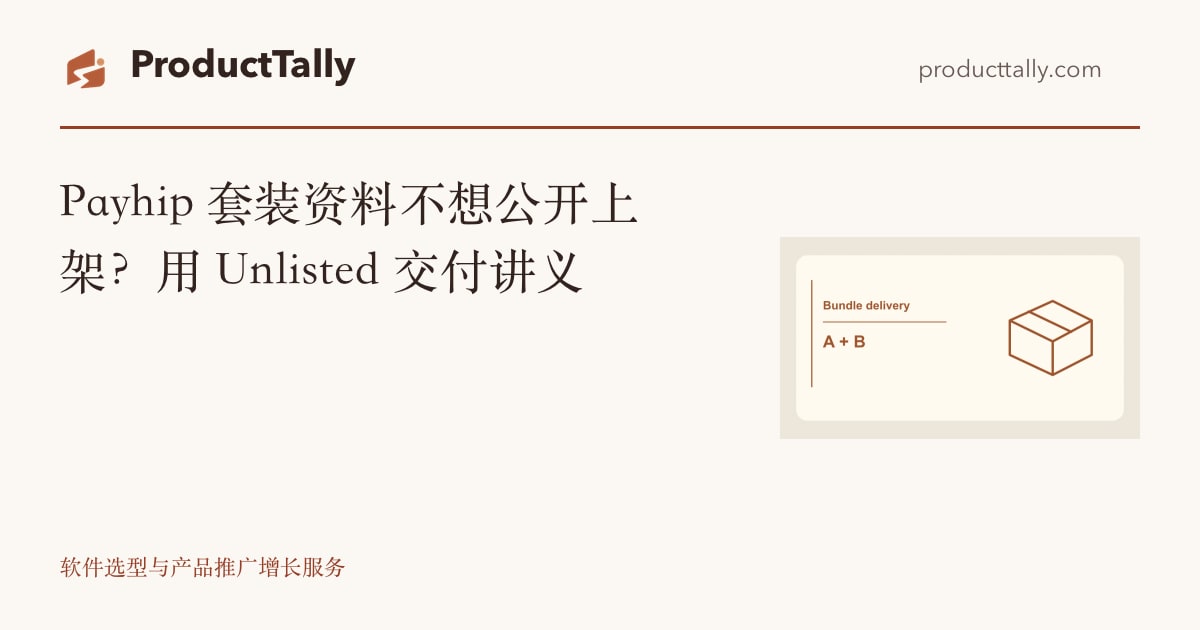 ProductTally
producttally.com
Payhip 套装资料不想公开上
架？用 Unlisted 交付讲义
Bundle delivery
A + B
软件选型与产品推广增长服务